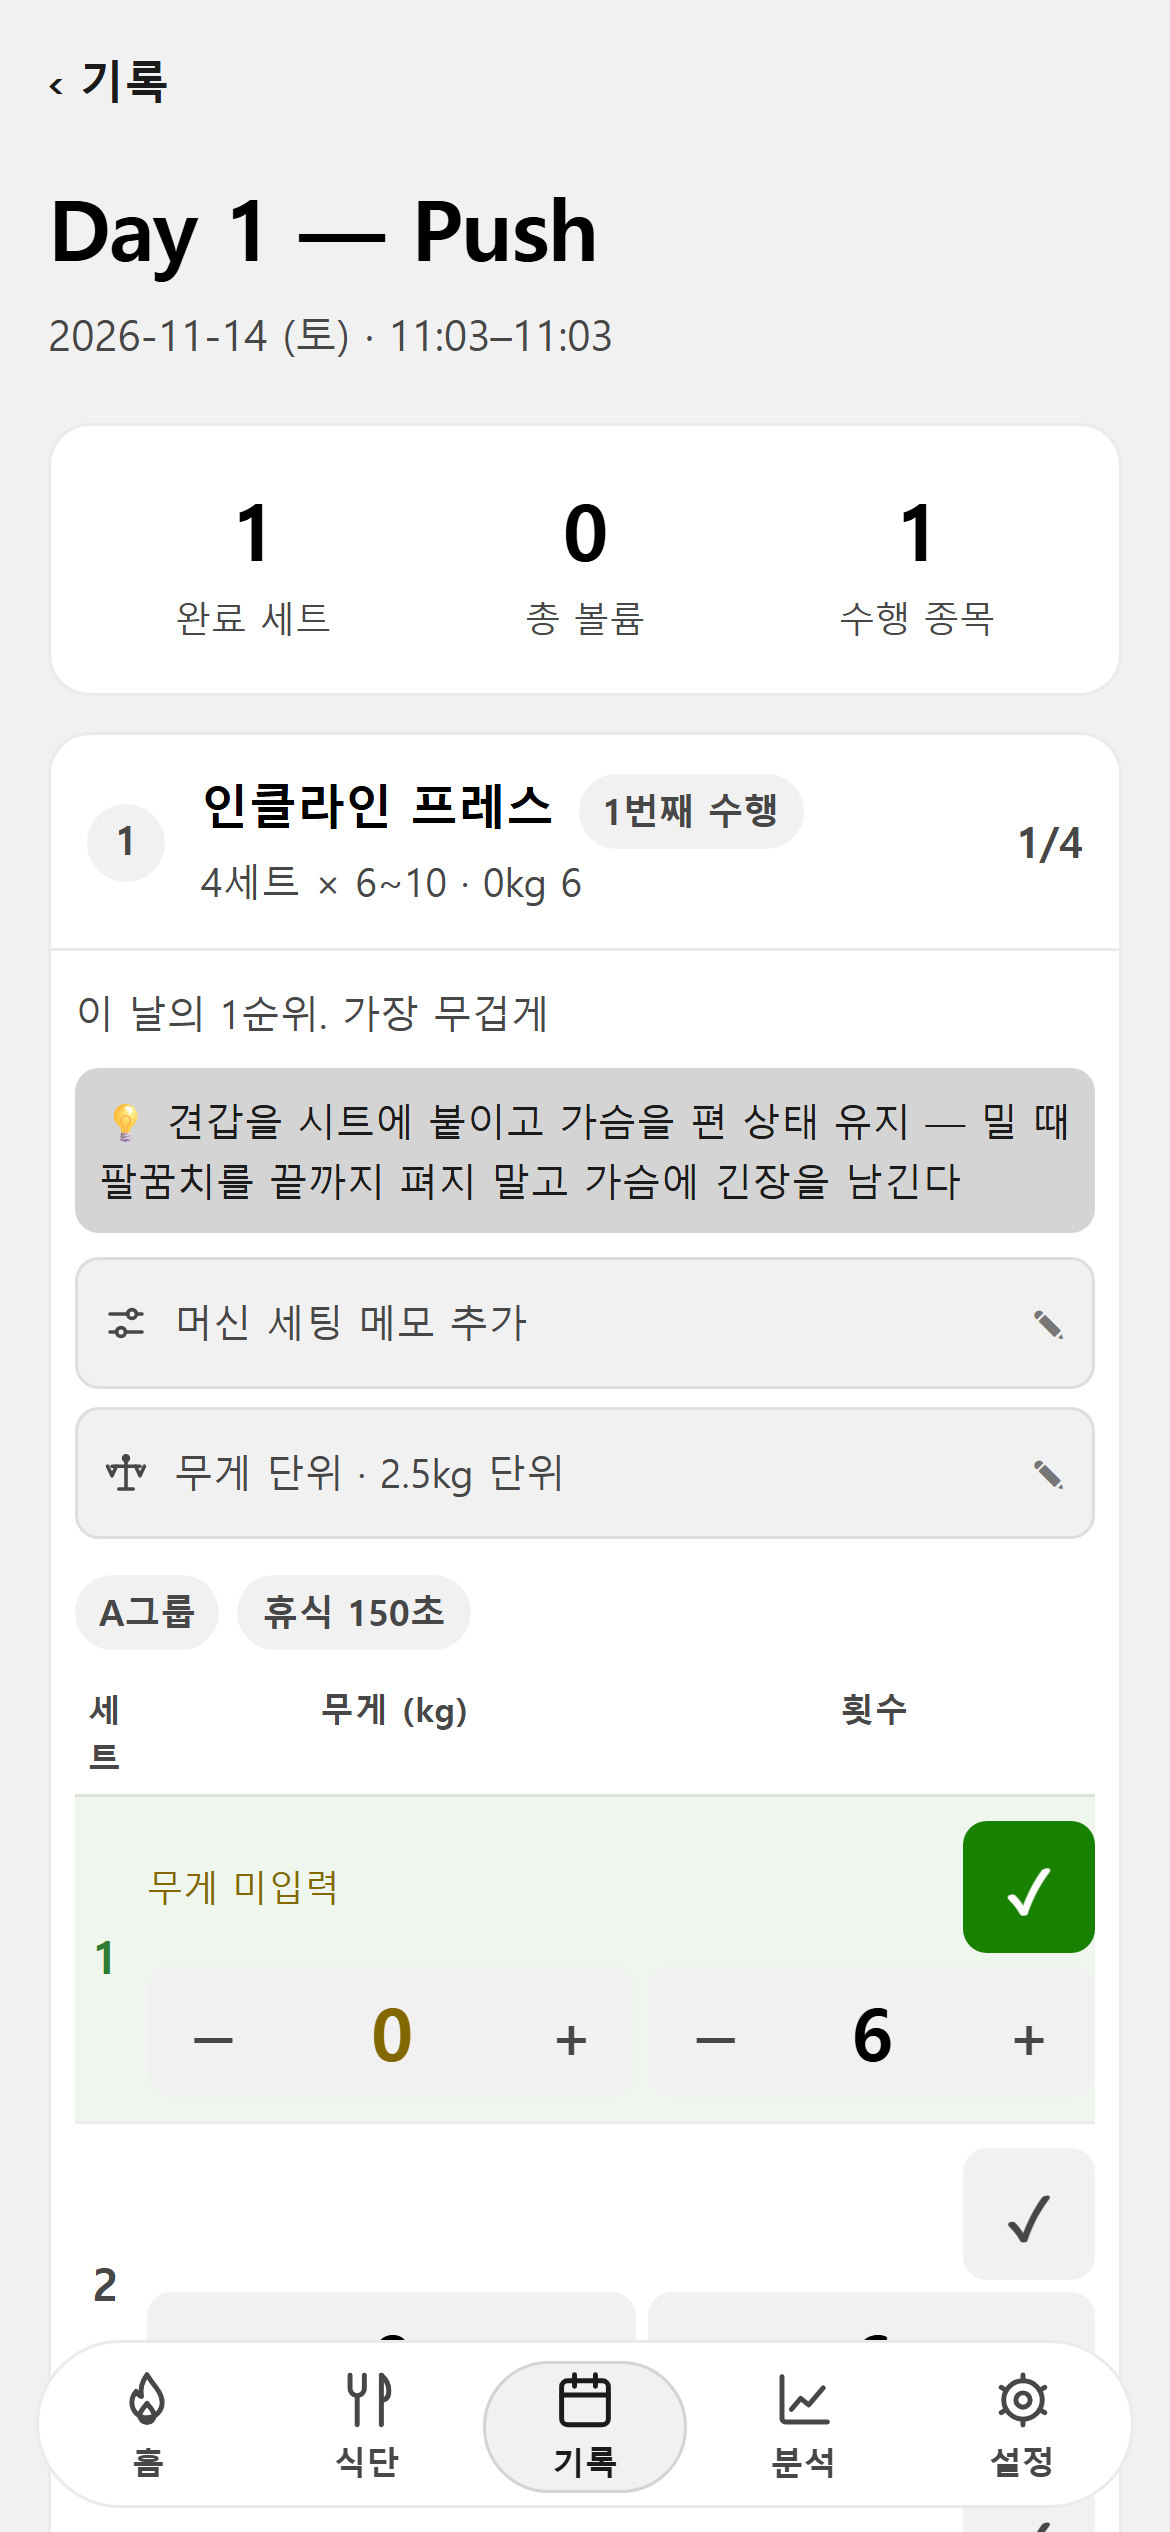 ‹ 기록
Day 1 — Push
2026-11-14 (토) · 11:03–11:03
1 0 1
완료 세트 총 볼륨 수행 종목
1 인클라인 프레스 1번째 수행 1/4
4세트 × 6~10 · 0kg 6
이 날의 1순위. 가장 무겁게
💡 견갑을 시트에 붙이고 가슴을 편 상태 유지 — 밀 때
팔꿈치를 끝까지 펴지 말고 가슴에 긴장을 남긴다
머신 세팅 메모 추가
무게 단위 · 2.5kg 단위
A그룹 휴식 150초
세트 무게 (kg) 횟수
무게 미입력 ✓
1 − 0 + − 6 +
✓
2
홈 식단 기록 분석 설정